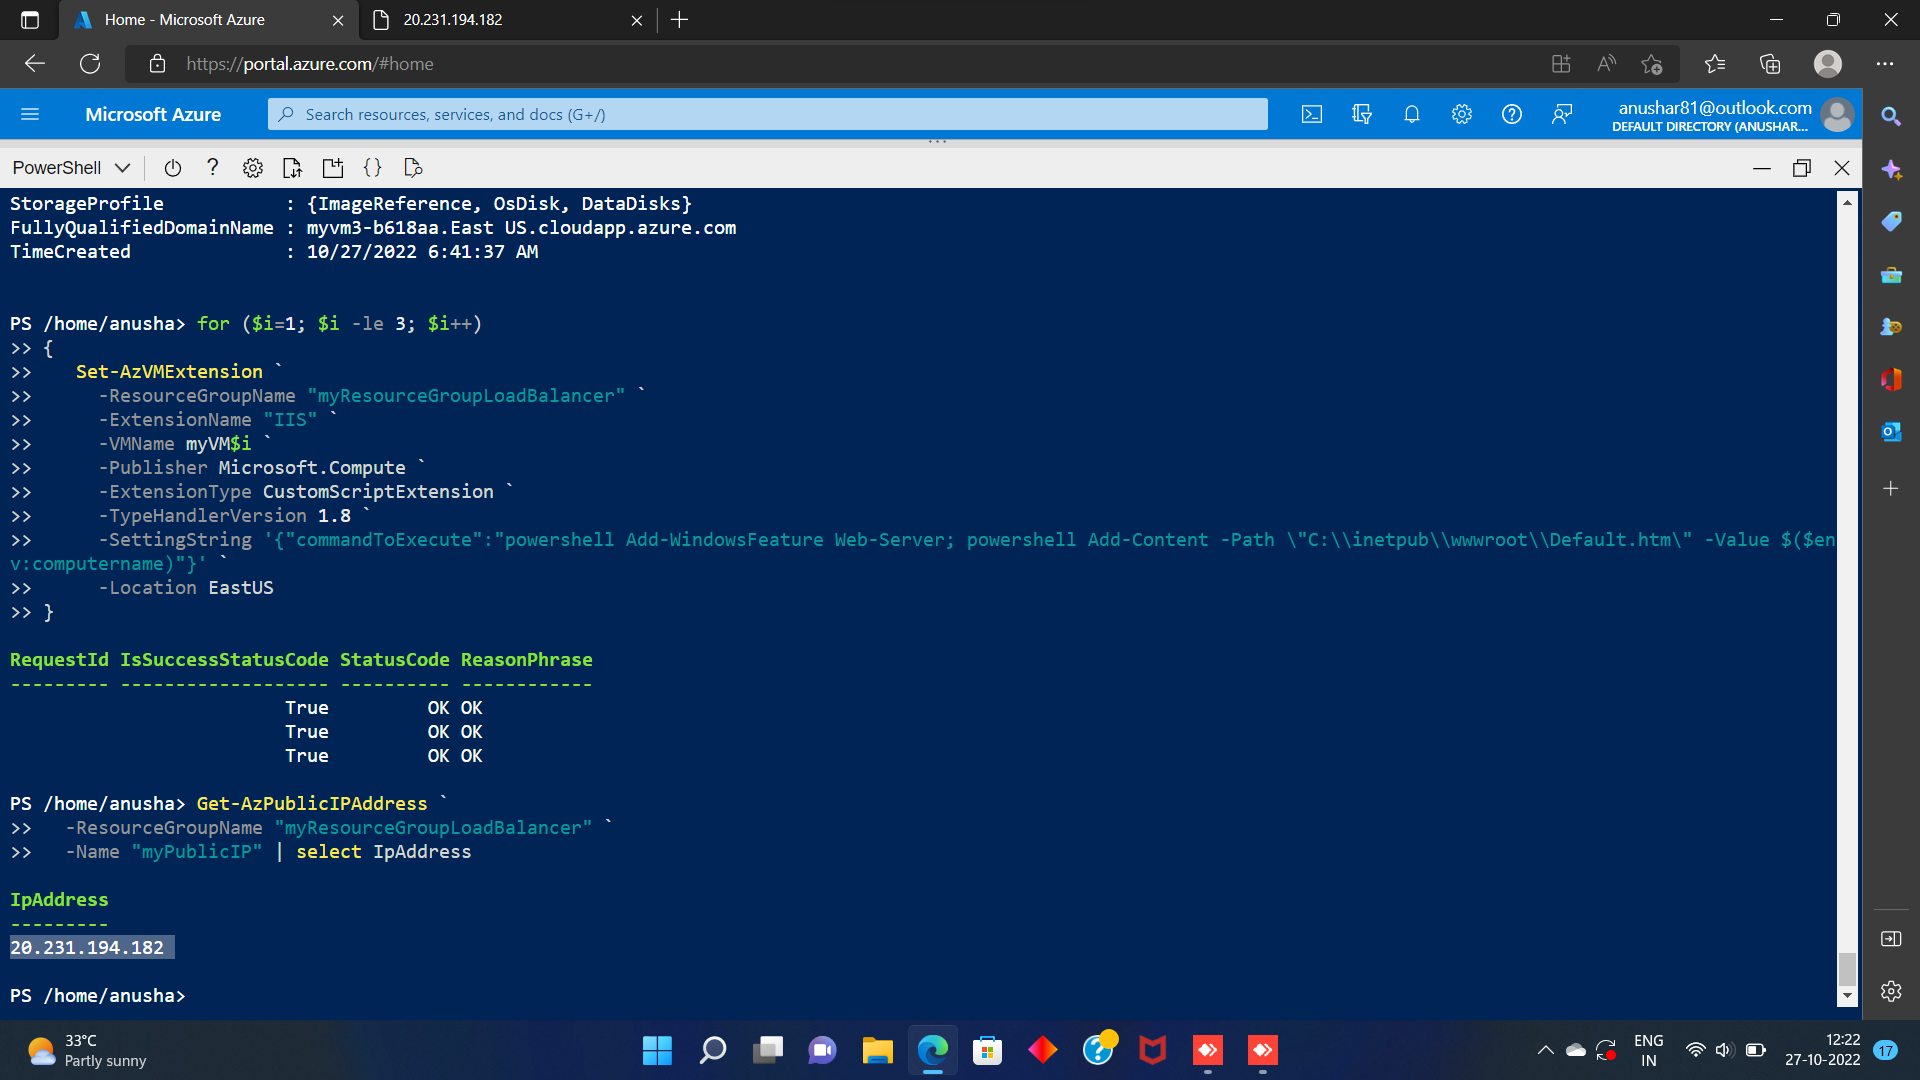 Home - Microsoft Azure
20.231.194.182
https://portal.azure.com/#home
Microsoft Azure
Search resources, services, and docs (G+/)
anushar81@outlook.com
DEFAULT DIRECTORY (ANUSHAR...
PowerShell
StorageProfile : {ImageReference, OsDisk, DataDisks}
FullyQualifiedDomainName : myvm3-b618aa.East US.cloudapp.azure.com
TimeCreated : 10/27/2022 6:41:37 AM
PS /home/anusha> for ($i=1; $i -le 3; $i++)
>> {
>> Set-AzVMExtension `
>> -ResourceGroupName "myResourceGroupLoadBalancer" `
>> -ExtensionName "IIS" `
>> -VMName myVM$i `
>> -Publisher Microsoft.Compute `
>> -ExtensionType CustomScriptExtension `
>> -TypeHandlerVersion 1.8 `
>> -SettingString '{"commandToExecute":"powershell Add-WindowsFeature Web-Server; powershell Add-Content -Path \"C:\\inetpub\\wwwroot\\Default.htm\" -Value $($en
v:computername)"}' `
>> -Location EastUS
>> }
RequestId IsSuccessStatusCode StatusCode ReasonPhrase
--------- ------------------- ---------- ------------
True OK OK
True OK OK
True OK OK
PS /home/anusha> Get-AzPublicIPAddress `
>> -ResourceGroupName "myResourceGroupLoadBalancer" `
>> -Name "myPublicIP" | select IpAddress
IpAddress
---------
20.231.194.182
PS /home/anusha>
33°C
Partly sunny
ENG
IN
12:22
27-10-2022
17